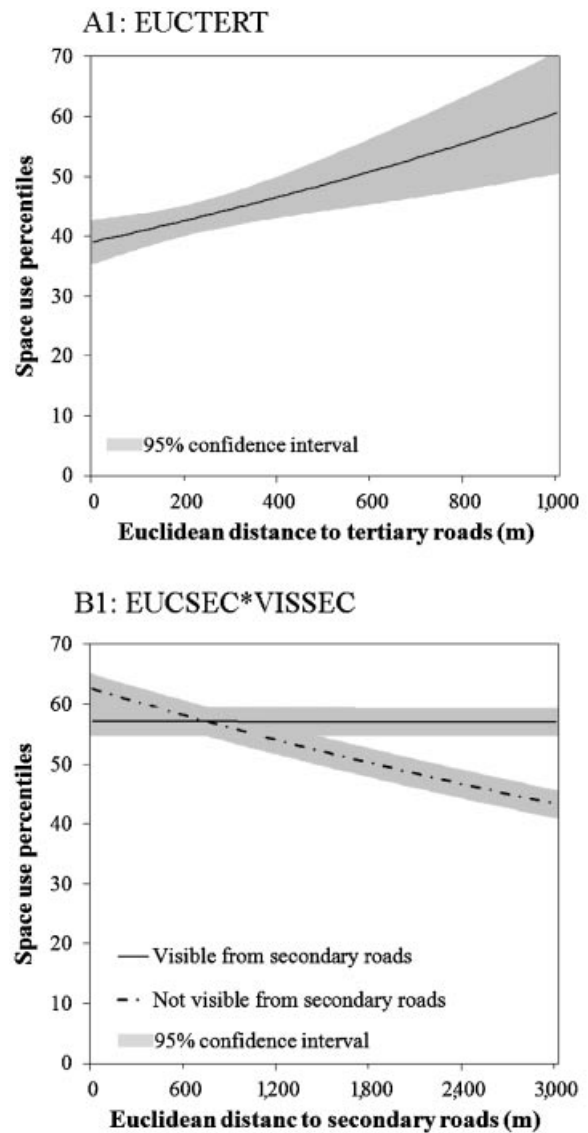 A1: EUCTERT
70
60
50
40
30
20
10
0
Space use percentiles
95% confidence interval
0 200 400 600 800 1,000
Euclidean distance to tertiary roads (m)
B1: EUCSEC*VISSEC
70
60
50
40
30
20
10
0
Space use percentiles
Visible from secondary roads
Not visible from secondary roads
95% confidence interval
0 600 1,200 1,800 2,400 3,000
Euclidean distanc to secondary roads (m)